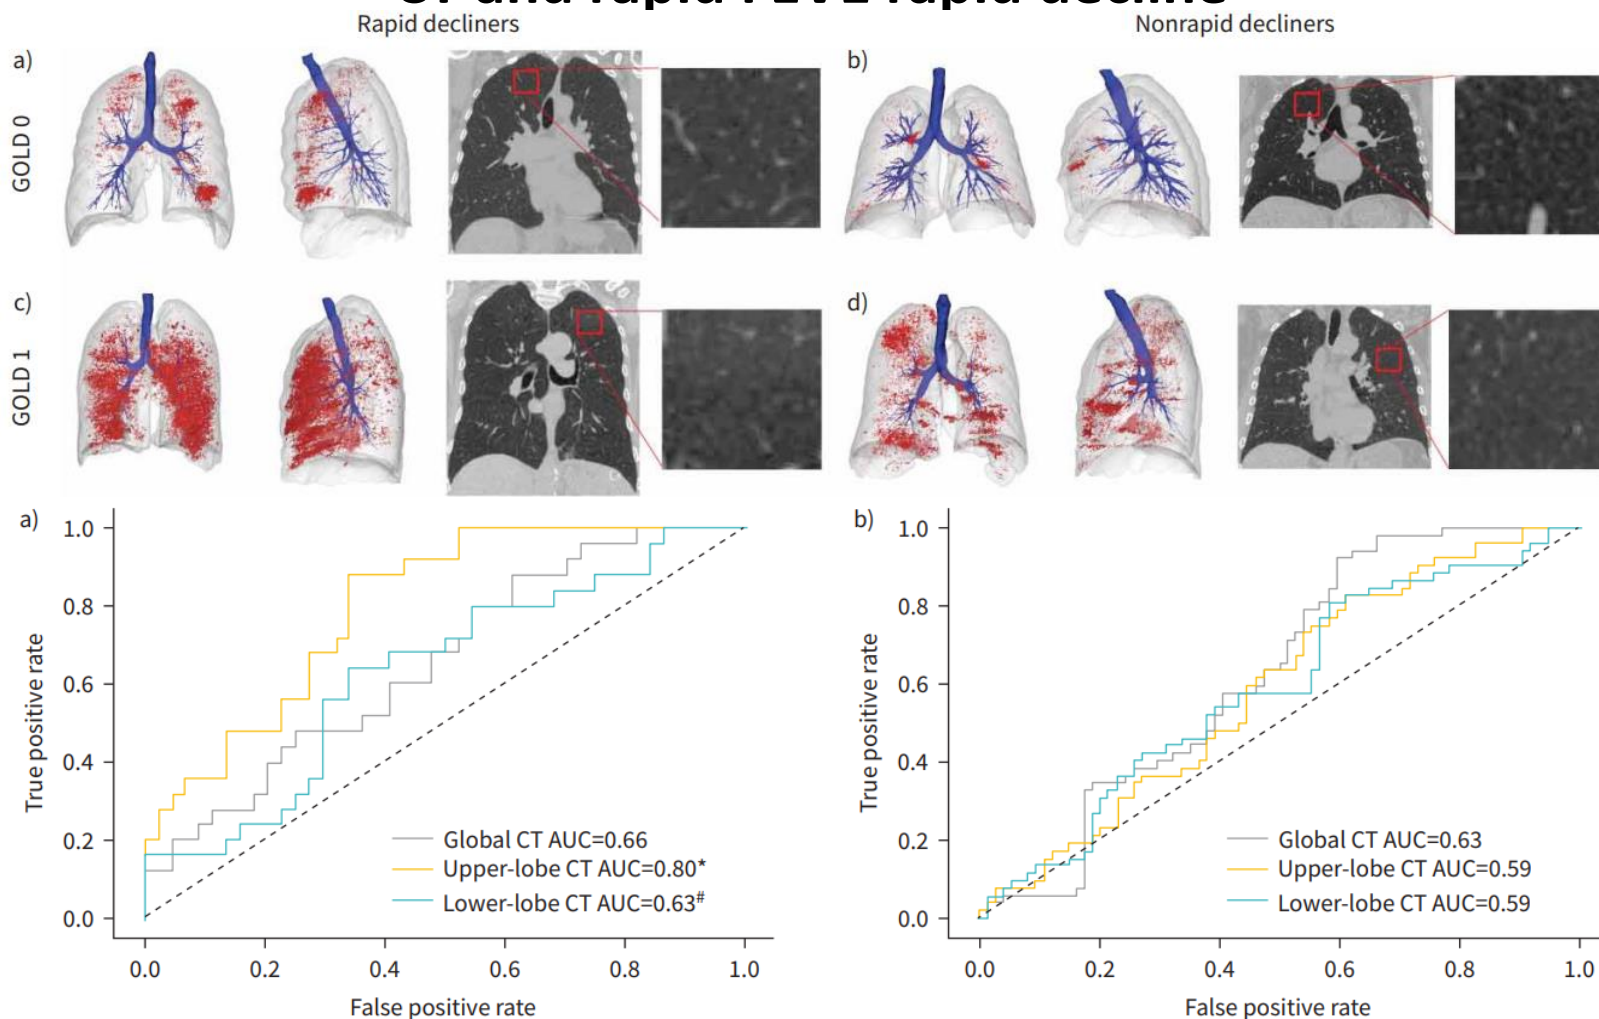 Rapid decliners
Nonrapid decliners
a)
b)
GOLD 0
c)
d)
GOLD 1
a)
1.0
0.8
0.6
0.4
0.2
0.0
True positive rate
Global CT AUC=0.66
Upper-lobe CT AUC=0.80*
Lower-lobe CT AUC=0.63#
0.0 0.2 0.4 0.6 0.8 1.0
False positive rate
b)
1.0
0.8
0.6
0.4
0.2
0.0
True positive rate
Global CT AUC=0.63
Upper-lobe CT AUC=0.59
Lower-lobe CT AUC=0.59
0.0 0.2 0.4 0.6 0.8 1.0
False positive rate